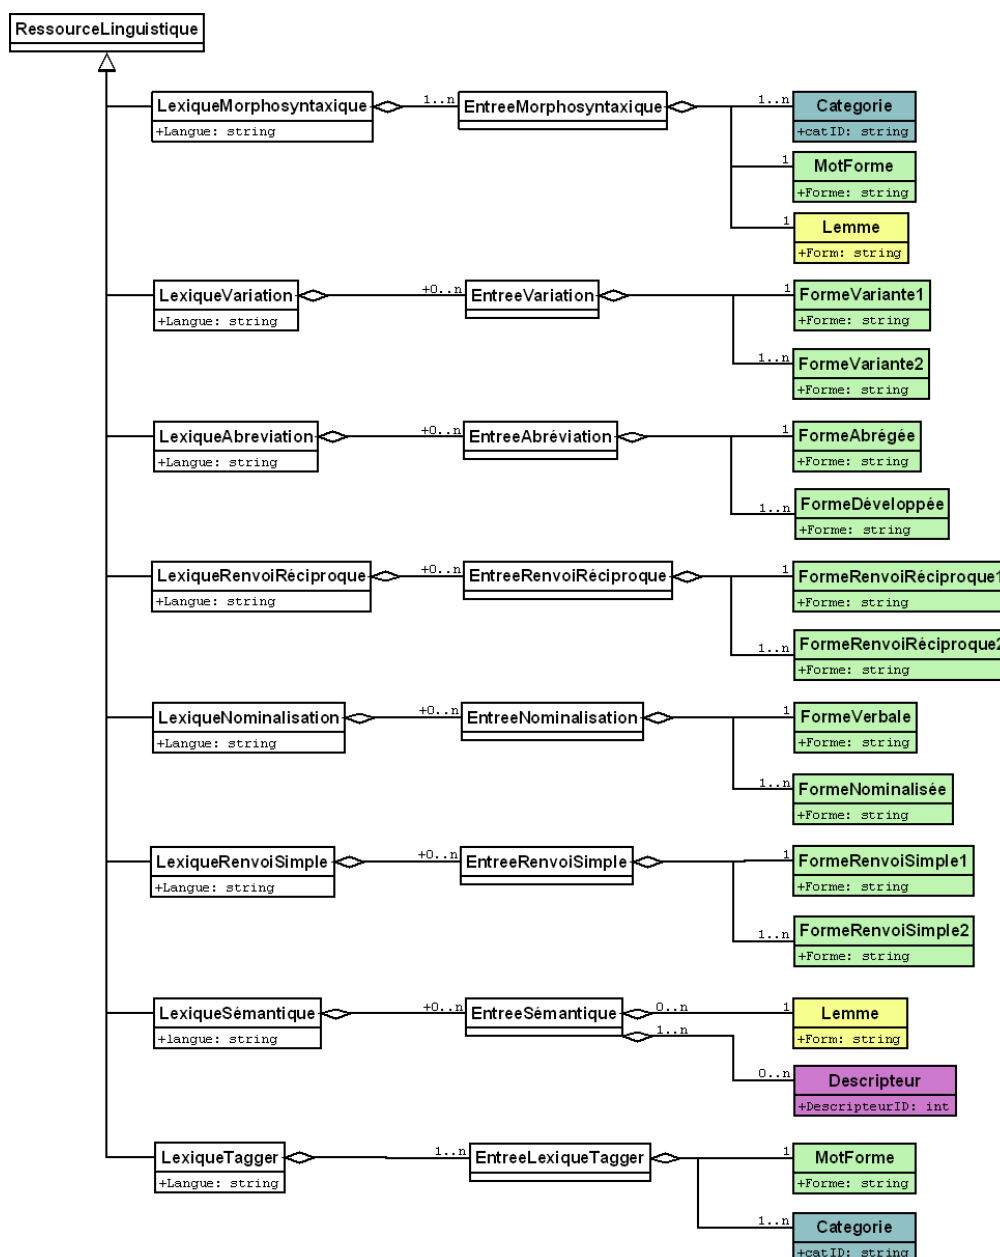 RessourceLinguistique
LexiqueMorphosyntaxique
+Langue: string
1..n
EntreeMorphosyntaxique
1..n
Categorie
+catID: string
1
MotForme
+Forme: string
1
Lemme
+Form: string
LexiqueVariation
+Langue: string
+0..n
EntreeVariation
1
FormeVariante1
+Forme: string
1..n
FormeVariante2
+Forme: string
LexiqueAbreviation
+Langue: string
+0..n
EntreeAbréviation
1
FormeAbrégée
+Forme: string
1..n
FormeDéveloppée
+Forme: string
LexiqueRenvoiRéciproque
+Langue: string
+0..n
EntreeRenvoiRéciproque
1
FormeRenvoiRéciproque1
+Forme: string
1..n
FormeRenvoiRéciproque2
+Forme: string
LexiqueNominalisation
+Langue: string
+0..n
EntreeNominalisation
1
FormeVerbale
+Forme: string
1..n
FormeNominalisée
+Forme: string
LexiqueRenvoiSimple
+Langue: string
+0..n
EntreeRenvoiSimple
1
FormeRenvoiSimple1
+Forme: string
1..n
FormeRenvoiSimple2
+Forme: string
LexiqueSémantique
+langue: string
+0..n
EntreeSémantique
0..n
1
Lemme
+Form: string
1..n
0..n
Descripteur
+DescripteurID: int
LexiqueTagger
+Langue: string
1..n
EntreeLexiqueTagger
1
MotForme
+Forme: string
1..n
Categorie
+catID: string